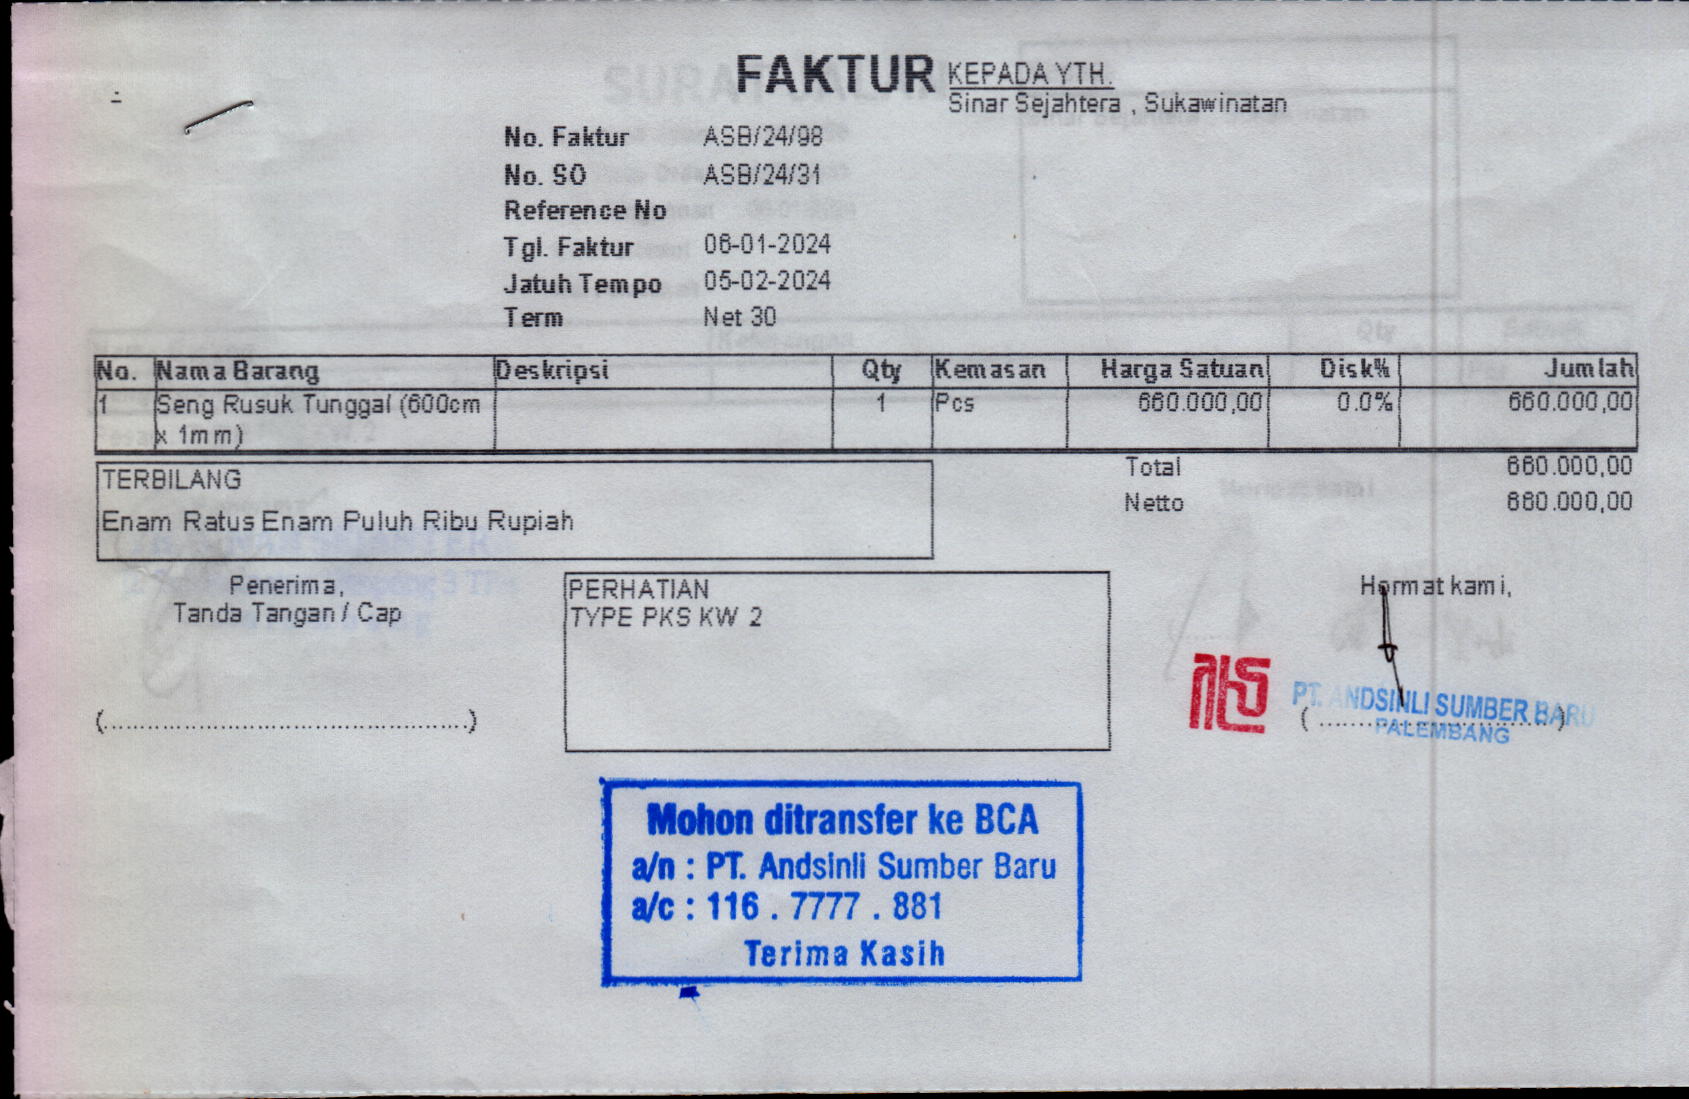 FAKTUR
KEPADA YTH.
Sinar Sejahtera , Sukawinatan
No. Faktur ASB/24/98
No. SO ASB/24/31
Reference No
Tgl. Faktur 06-01-2024
Jatuh Tempo 05-02-2024
Term Net 30
No. Nama Barang Deskripsi Qty Kemasan Harga Satuan Disk% Jumlah
1 Seng Rusuk Tunggal (600cm 1 Pcs 660.000,00 0.0% 660.000,00
x 1mm)
TERBILANG
Enam Ratus Enam Puluh Ribu Rupiah
Total 660.000,00
Netto 660.000,00
Penerima,
Tanda Tangan / Cap
(.............................................)
PERHATIAN
TYPE PKS KW 2
Hormat kami,
PT. ANDSINLI SUMBER BARU
PALEMBANG
Mohon ditransfer ke BCA
a/n : PT. Andsinli Sumber Baru
a/c : 116 . 7777 . 881
Terima Kasih